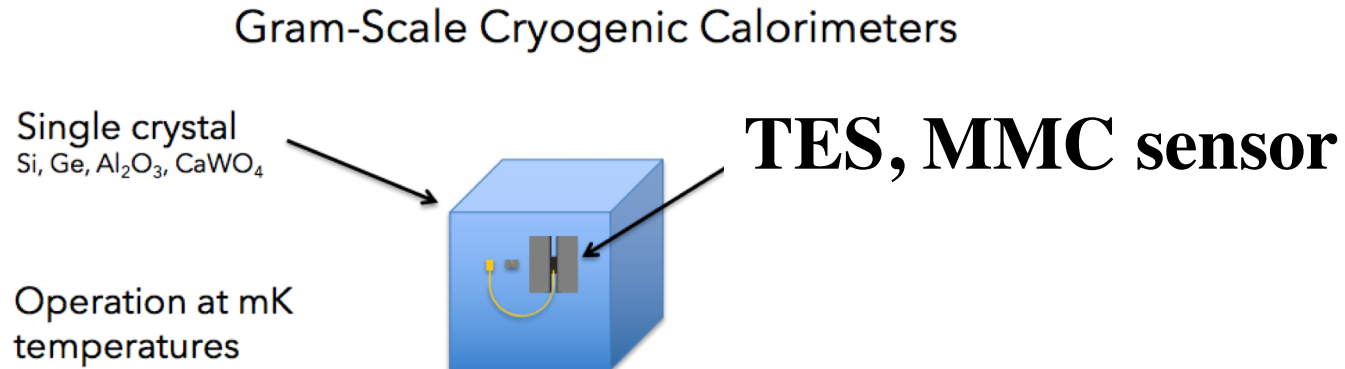 Gram-Scale Cryogenic Calorimeters
Single crystal
Si, Ge, Al₂O₃, CaWO₄
TES, MMC sensor
Operation at mK
temperatures